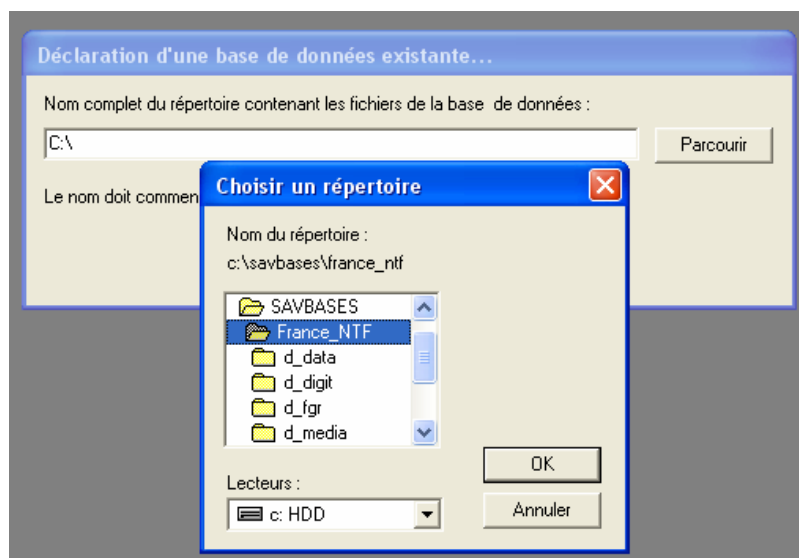 Déclaration d'une base de données existante...
Nom complet du répertoire contenant les fichiers de la base de données :
C:\
Parcourir
Le nom doit commen
Choisir un répertoire
Nom du répertoire :
c:\savbases\france_ntf
SAVBASES
France_NTF
d_data
d_digit
d_fgr
d_media
OK
Lecteurs :
c: HDD
Annuler